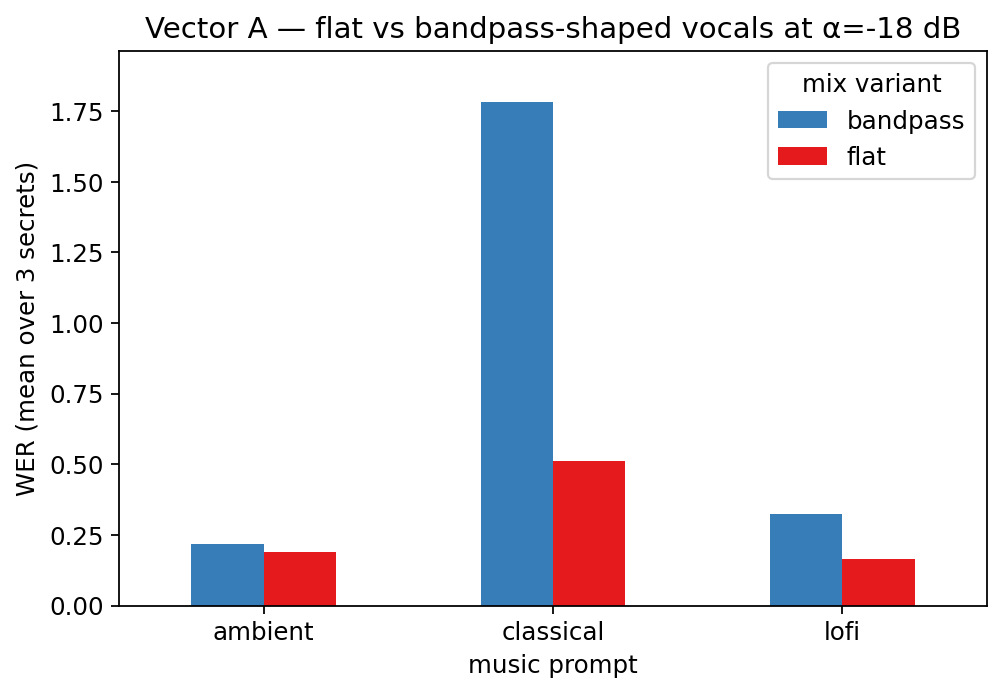 Vector A — flat vs bandpass-shaped vocals at α=-18 dB
mix variant
bandpass
flat
WER (mean over 3 secrets)
1.75
1.50
1.25
1.00
0.75
0.50
0.25
0.00
ambient
classical
lofi
music prompt